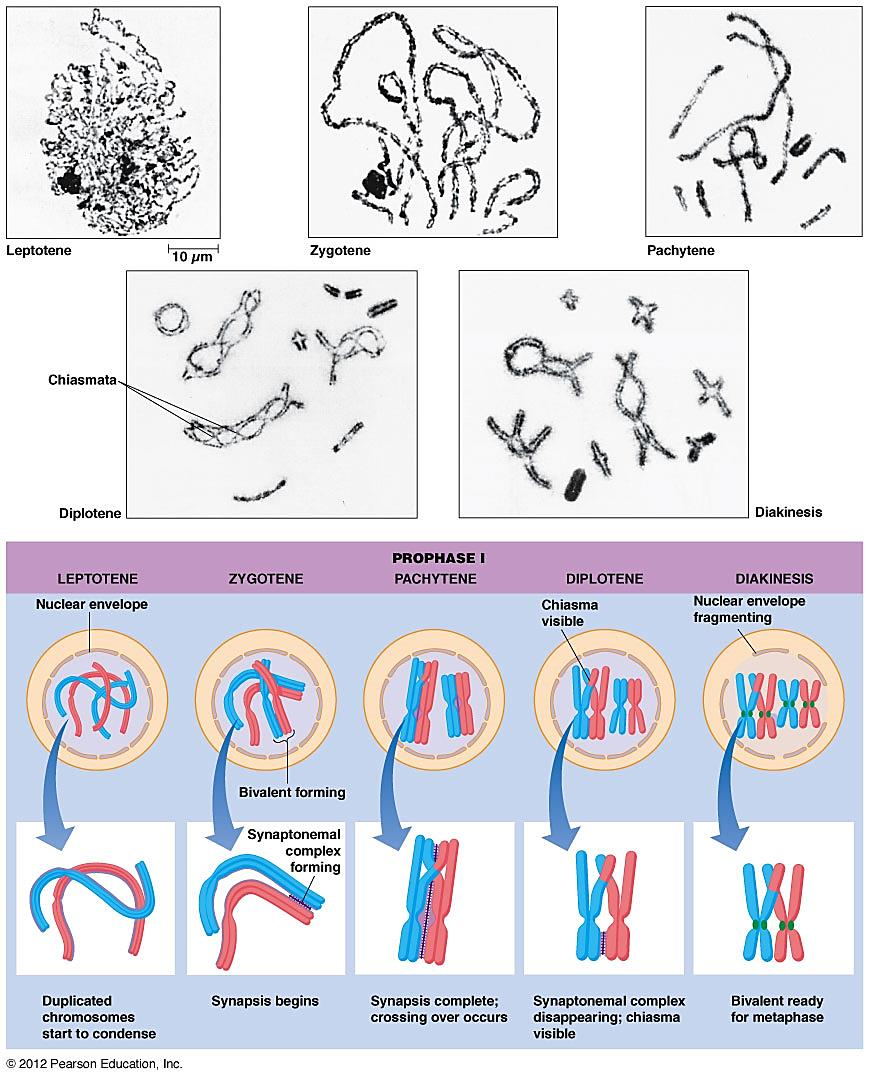 Leptotene
10 µm
Zygotene
Pachytene
Chiasmata
Diplotene
Diakinesis
PROPHASE I
LEPTOTENE
ZYGOTENE
PACHYTENE
DIPLOTENE
DIAKINESIS
Nuclear envelope
Chiasma
visible
Nuclear envelope
fragmenting
Bivalent forming
Synaptonemal
complex
forming
Duplicated
chromosomes
start to condense
Synapsis begins
Synapsis complete;
crossing over occurs
Synaptonemal complex
disappearing; chiasma
visible
Bivalent ready
for metaphase
© 2012 Pearson Education, Inc.